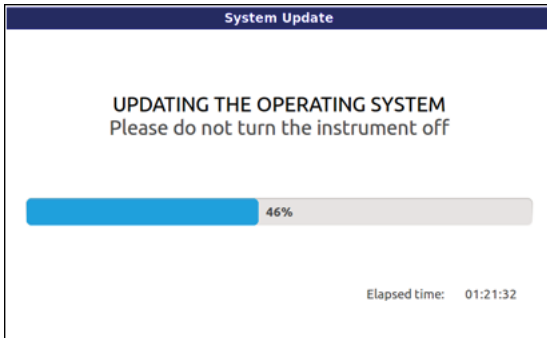 System Update
UPDATING THE OPERATING SYSTEM
Please do not turn the instrument off
46%
Elapsed time: 01:21:32